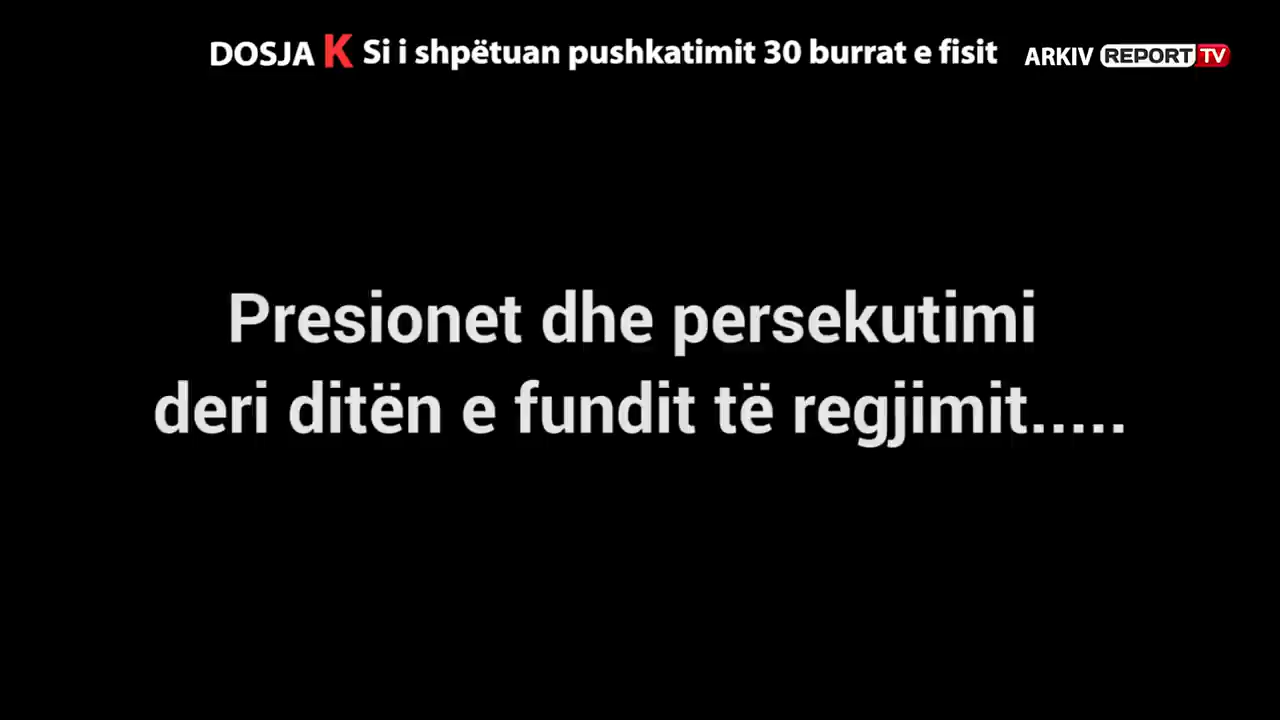 DOSJA K Si i shpëtuan pushkatimit 30 burrat e fisit ARKIV REPORT TV
Presionet dhe persekutimi
deri ditën e fundit të regjimit.....